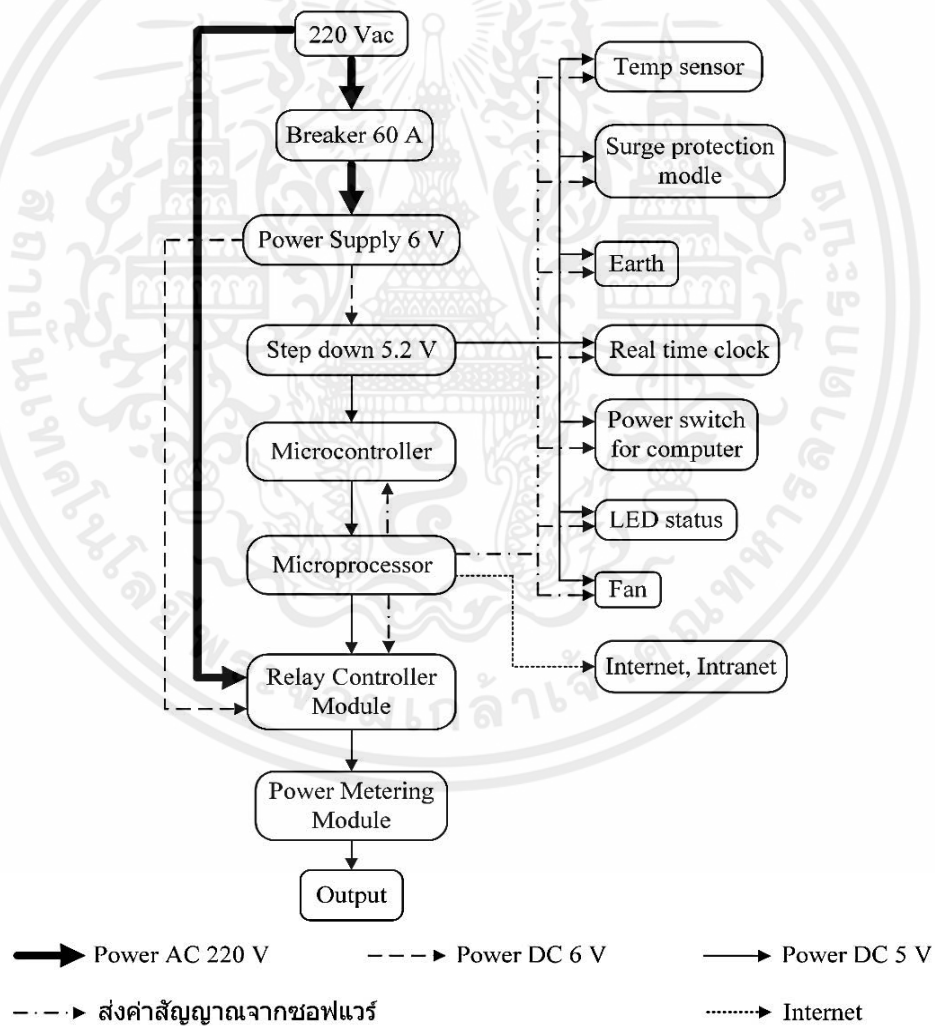 220 Vac
Breaker 60 A
Power Supply 6 V
Step down 5.2 V
Microcontroller
Microprocessor
Relay Controller
Module
Power Metering
Module
Output
Temp sensor
Surge protection
modle
Earth
Real time clock
Power switch
for computer
LED status
Fan
Internet, Intranet
Power AC 220 V
Power DC 6 V
Power DC 5 V
ส่งค่าสัญญาณจากซอฟแวร์
Internet